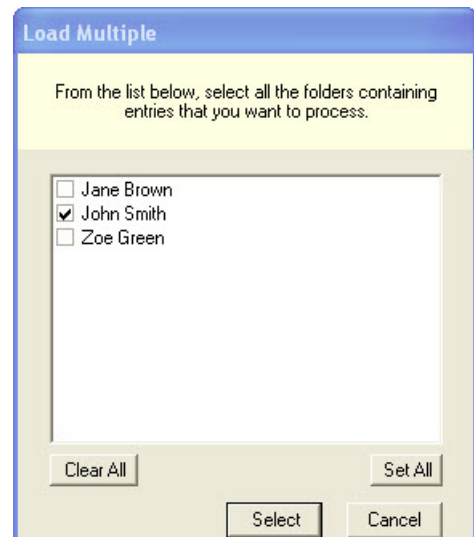 Load Multiple
From the list below, select all the folders containing
entries that you want to process.
Jane Brown
John Smith
Zoe Green
Clear All
Set All
Select
Cancel